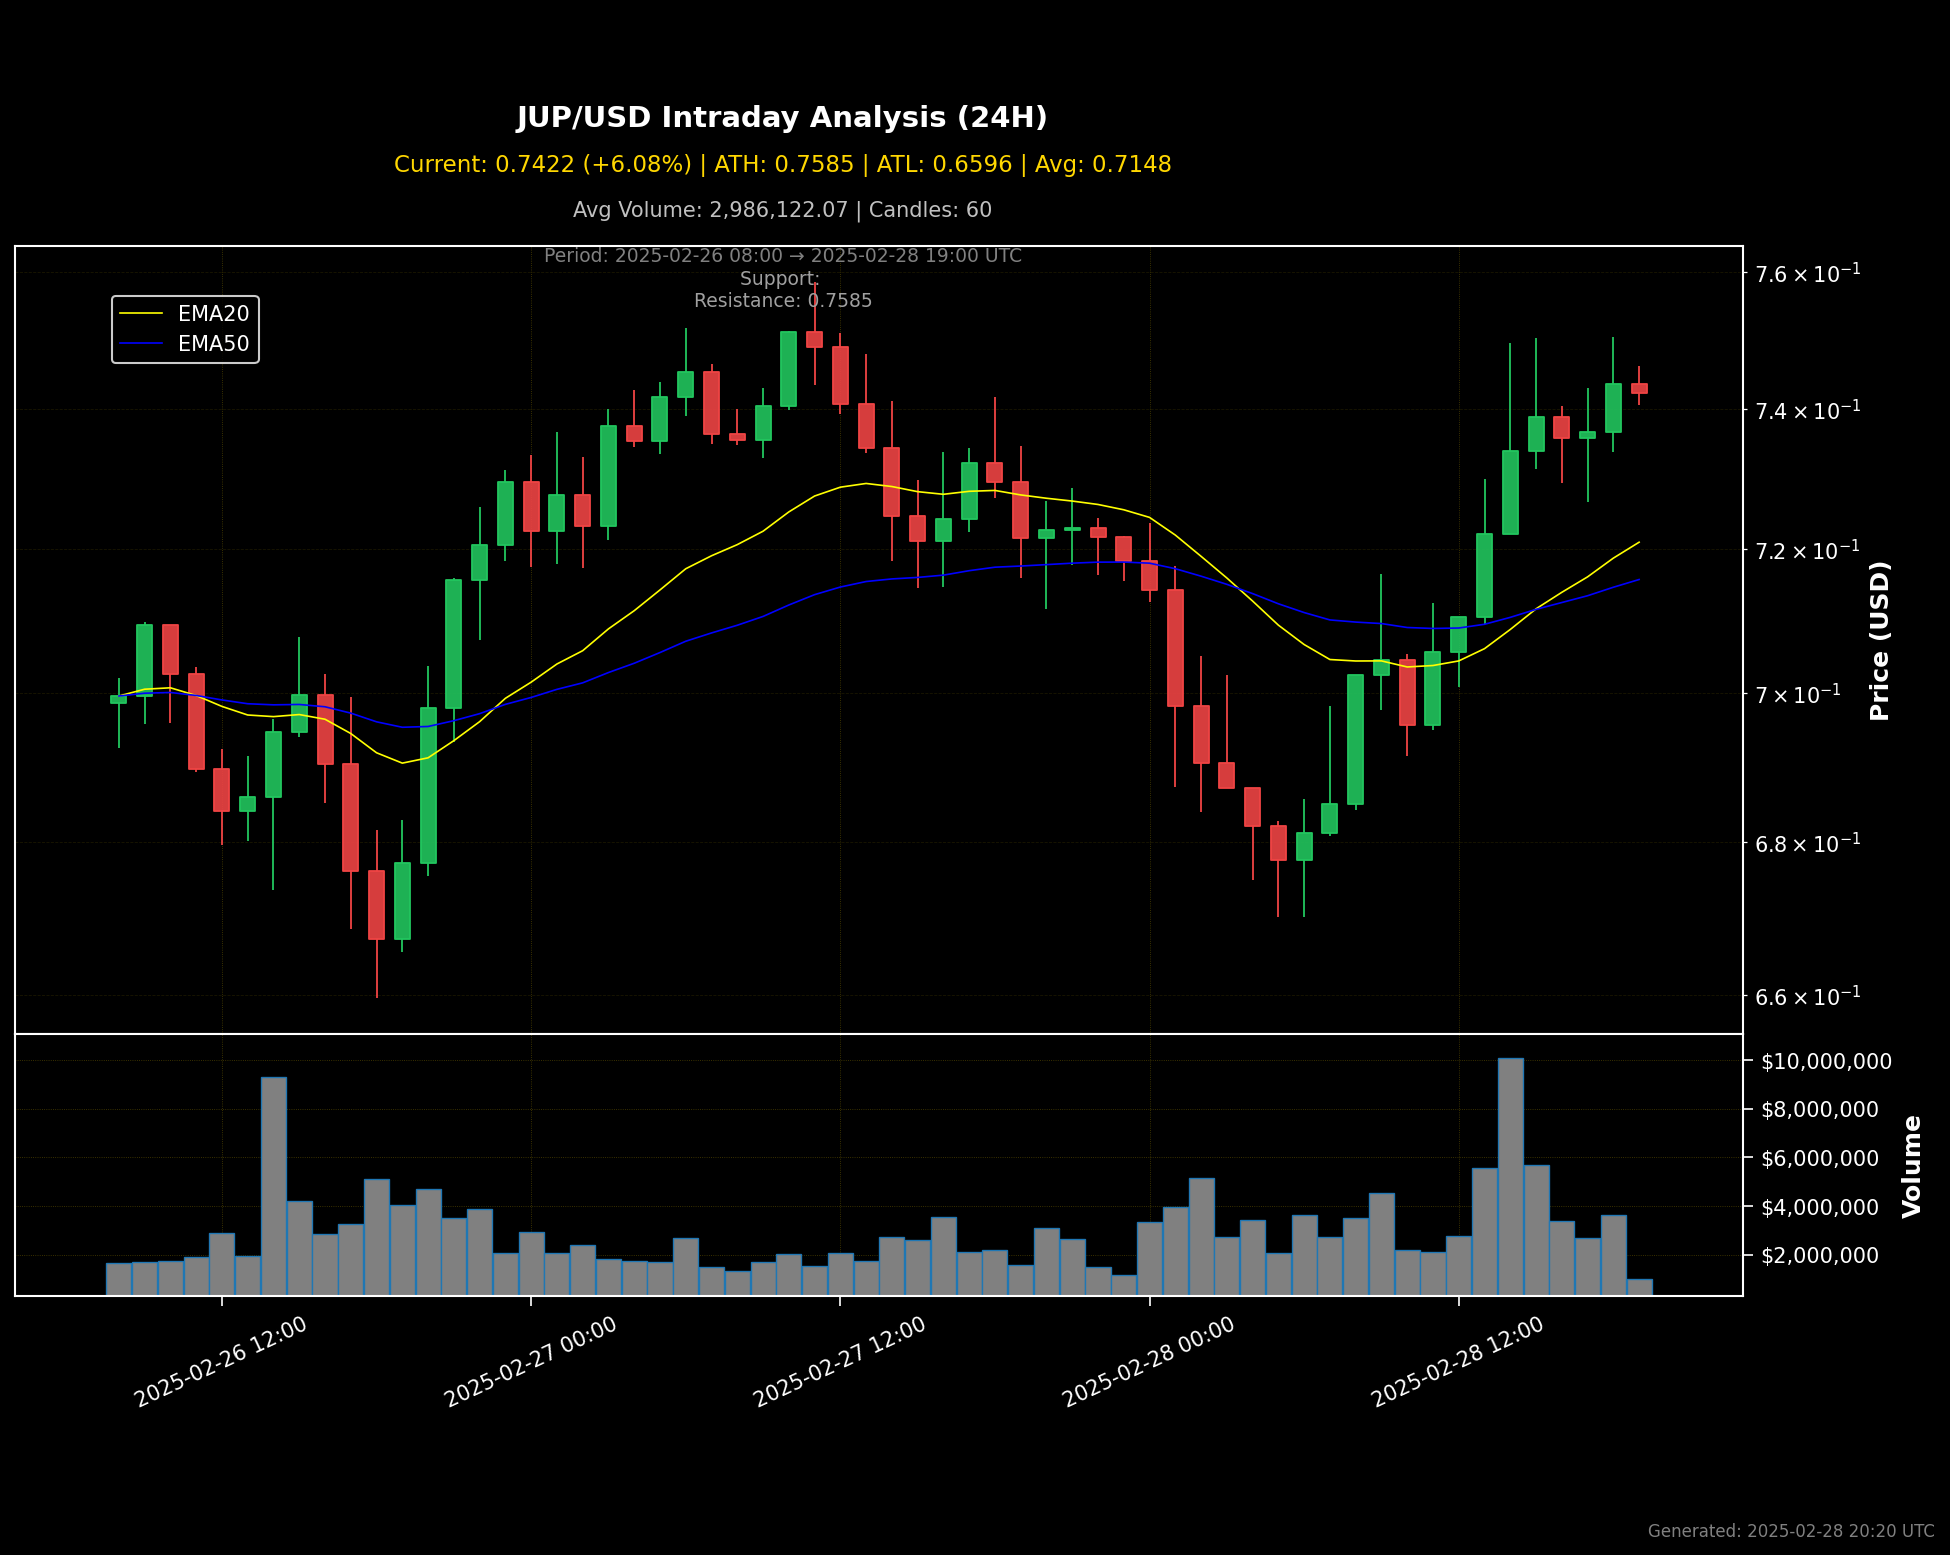 JUP/USD Intraday Analysis (24H)
Current: 0.7422 (+6.08%) | ATH: 0.7585 | ATL: 0.6596 | Avg: 0.7148
Avg Volume: 2,986,122.07 | Candles: 60
Period: 2025-02-26 08:00 → 2025-02-28 19:00 UTC
Support:
Resistance: 0.7585
EMA20
EMA50
7.6 × 10⁻¹
7.4 × 10⁻¹
7.2 × 10⁻¹
7 × 10⁻¹
6.8 × 10⁻¹
6.6 × 10⁻¹
Price (USD)
$10,000,000
$8,000,000
$6,000,000
$4,000,000
$2,000,000
Volume
2025-02-26 12:00
2025-02-27 00:00
2025-02-27 12:00
2025-02-28 00:00
2025-02-28 12:00
Generated: 2025-02-28 20:20 UTC